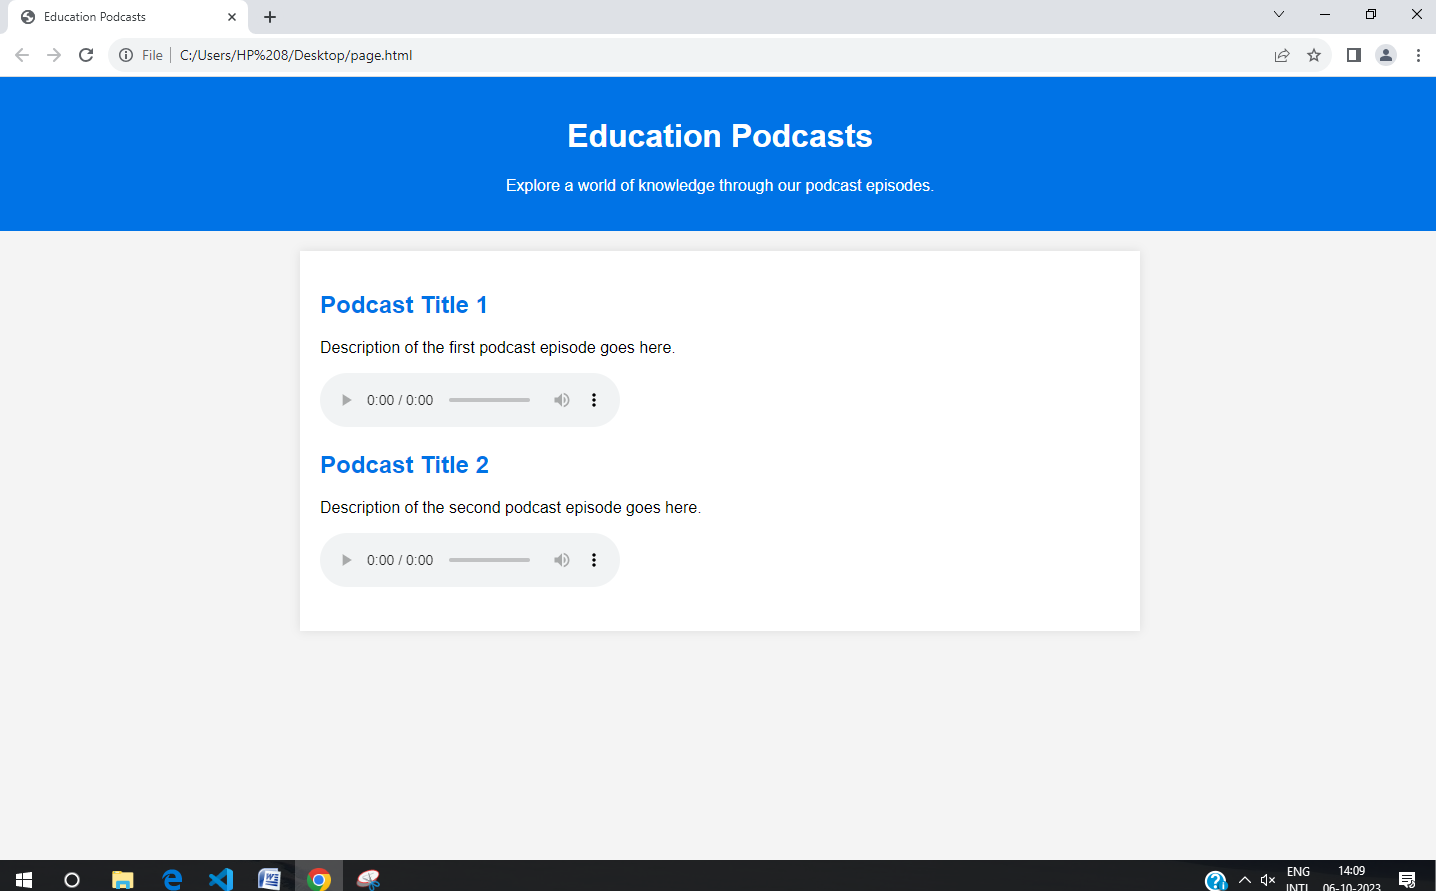 Education Podcasts
File C:/Users/HP%208/Desktop/page.html
Education Podcasts
Explore a world of knowledge through our podcast episodes.
Podcast Title 1
Description of the first podcast episode goes here.
0:00 / 0:00
Podcast Title 2
Description of the second podcast episode goes here.
0:00 / 0:00
ENG 14:09
INTL 06-10-2023